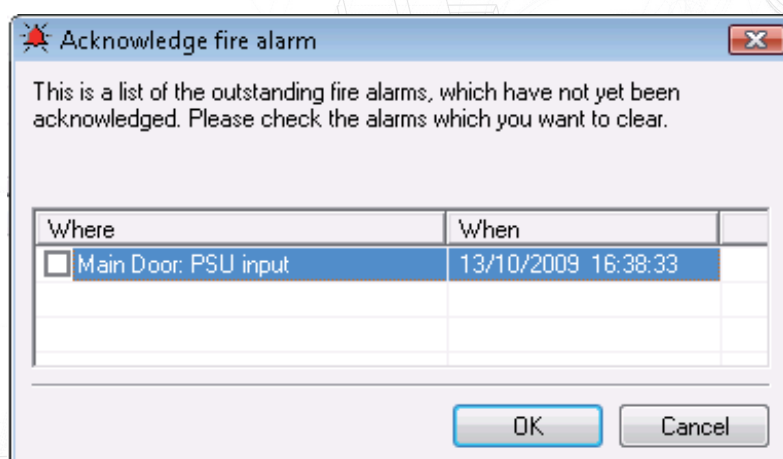 Acknowledge fire alarm
This is a list of the outstanding fire alarms, which have not yet been
acknowledged. Please check the alarms which you want to clear.
Where When
Main Door: PSU input 13/10/2009 16:38:33
OK Cancel